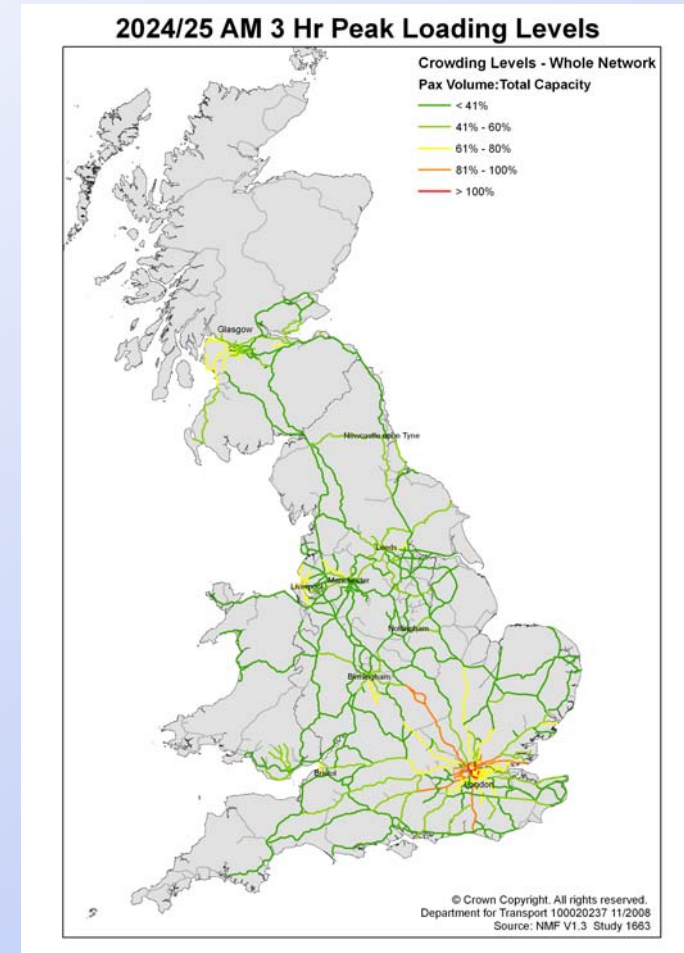 2024/25 AM 3 Hr Peak Loading Levels
Crowding Levels - Whole Network
Pax Volume:Total Capacity
< 41%
41% - 60%
61% - 80%
81% - 100%
> 100%
Glasgow
Newcastle upon Tyne
Leeds
Liverpool
Manchester
Nottingham
Birmingham
Bristol
London
© Crown Copyright. All rights reserved.
Department for Transport 100020237 11/2008
Source: NMF V1.3 Study 1663